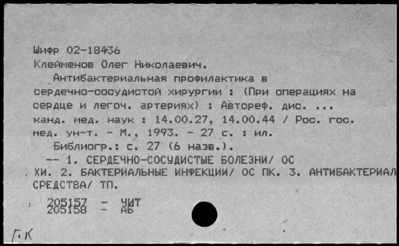 Шифр 02-18436
Клейменов Олег Николаевич.
Антибактериальная профилактика в
сердечно-сосудистой хирургии : (При операциях на
сердце и легоч. артериях) : Автореф. дис. ...
канд. мед. наук : 14.00.27, 14.00.44 / Рос. гос.
мед. ун-т. - М., 1993. - 27 с. : ил.
Библиогр.: с. 27 (6 назв.).
-- 1. СЕРДЕЧНО-СОСУДИСТЫЕ БОЛЕЗНИ/ ОС
ХИ. 2. БАКТЕРИАЛЬНЫЕ ИНФЕКЦИИ/ ОС ПК. 3. АНТИБАКТЕРИАЛ
СРЕДСТВА/ ТП.
205157 - ЧИТ
205158 - АБ
Г.К